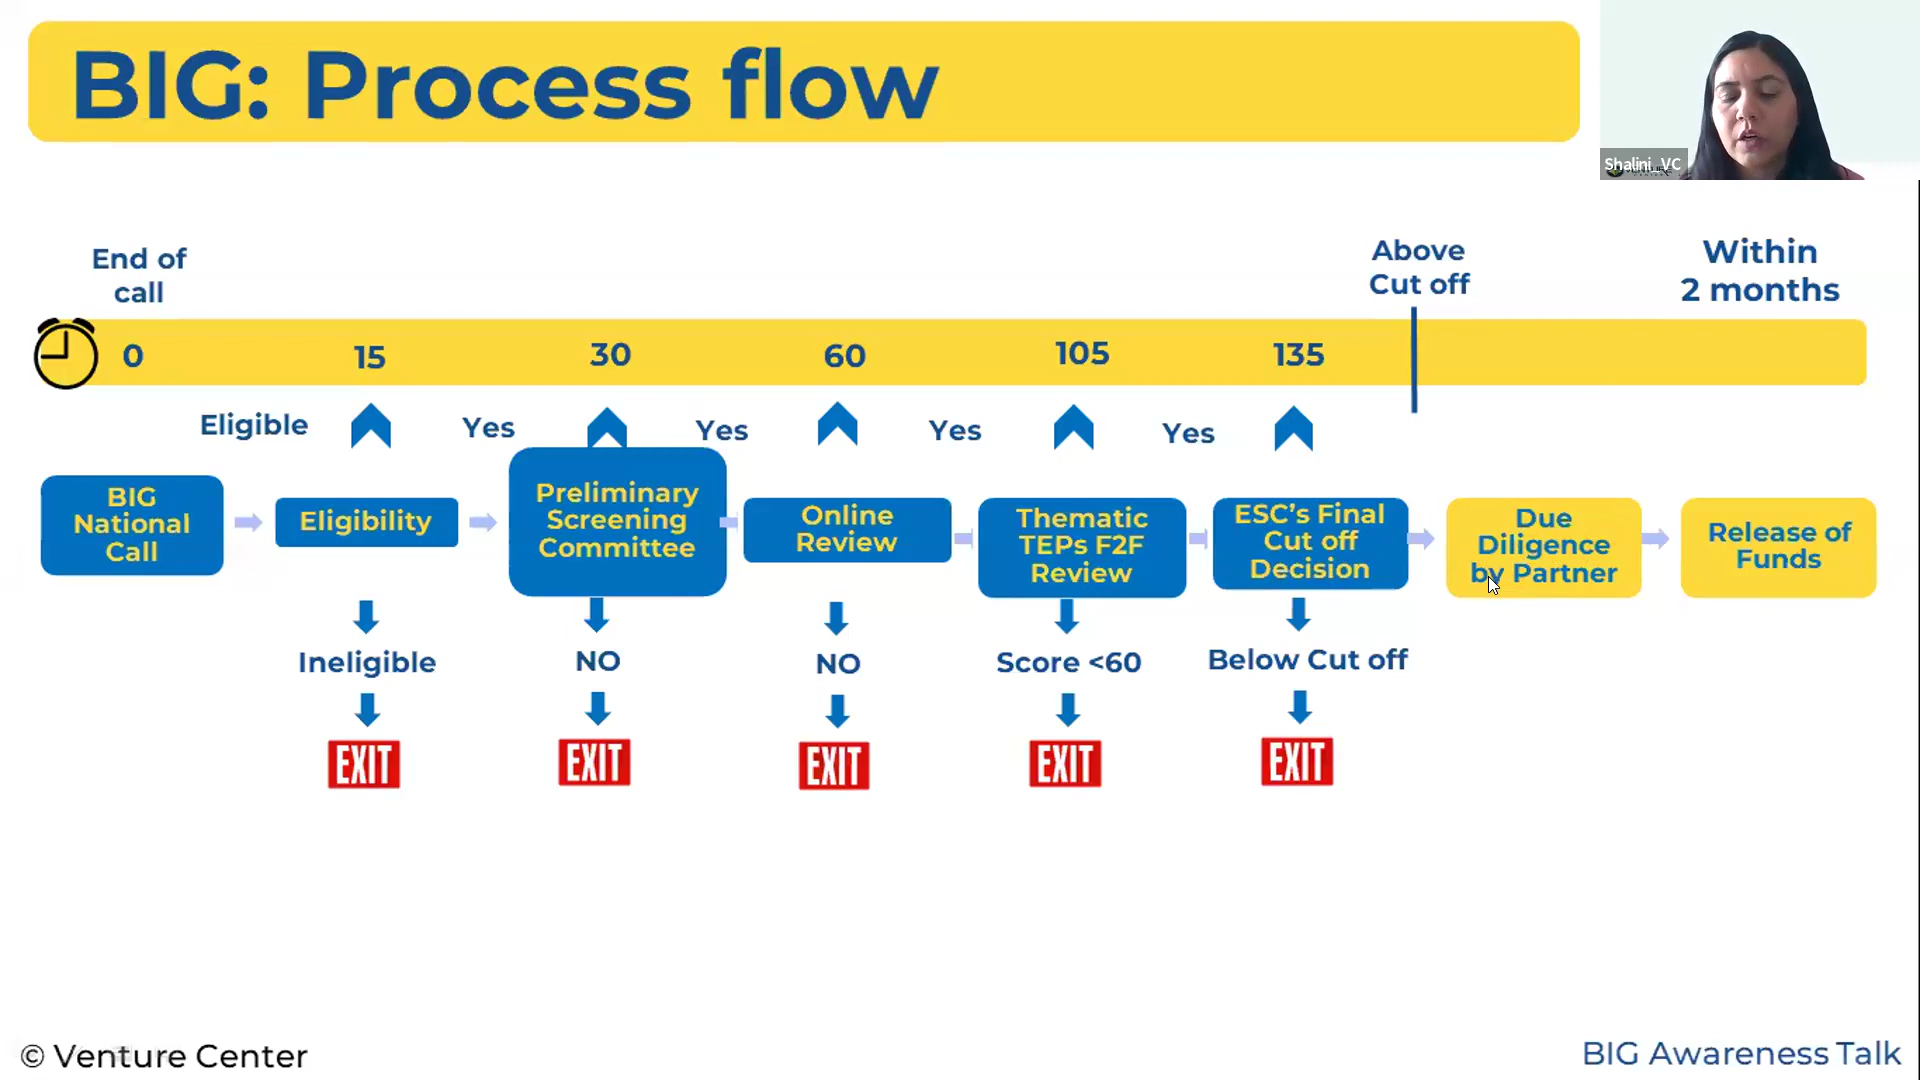 BIG: Process flow
Shalini_VC
End of
call
Above
Cut off
Within
2 months
0
15
30
60
105
135
Eligible
Yes
Yes
Yes
Yes
BIG
National
Call
Eligibility
Preliminary
Screening
Committee
Online
Review
Thematic
TEPs F2F
Review
ESC's Final
Cut off
Decision
Due
Diligence
by Partner
Release of
Funds
Ineligible
NO
NO
Score <60
Below Cut off
EXIT
EXIT
EXIT
EXIT
EXIT
© Venture Center
BIG Awareness Talk